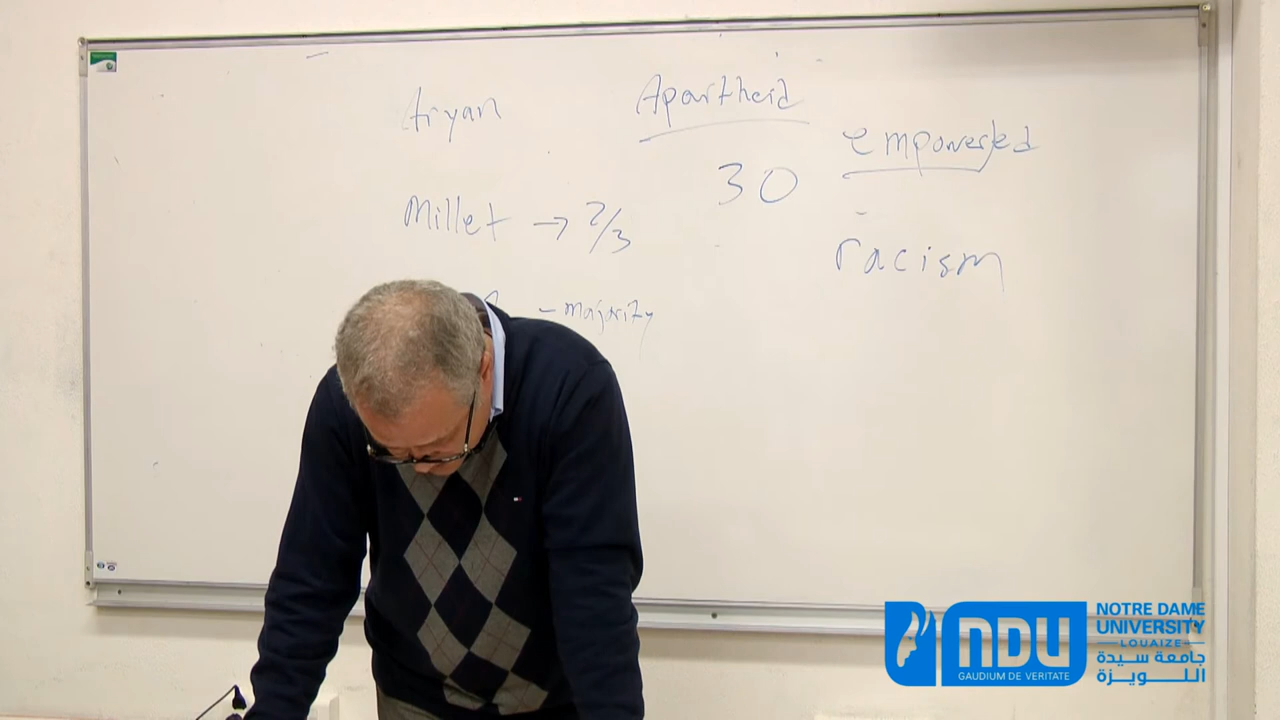 Aryan
Apartheid
empowered
30
Millet → 2/3
racism
- majority
NDU
GAUDIUM DE VERITATE
NOTRE DAME
UNIVERSITY
LOUAIZE
جامعة سيدة
اللويزة